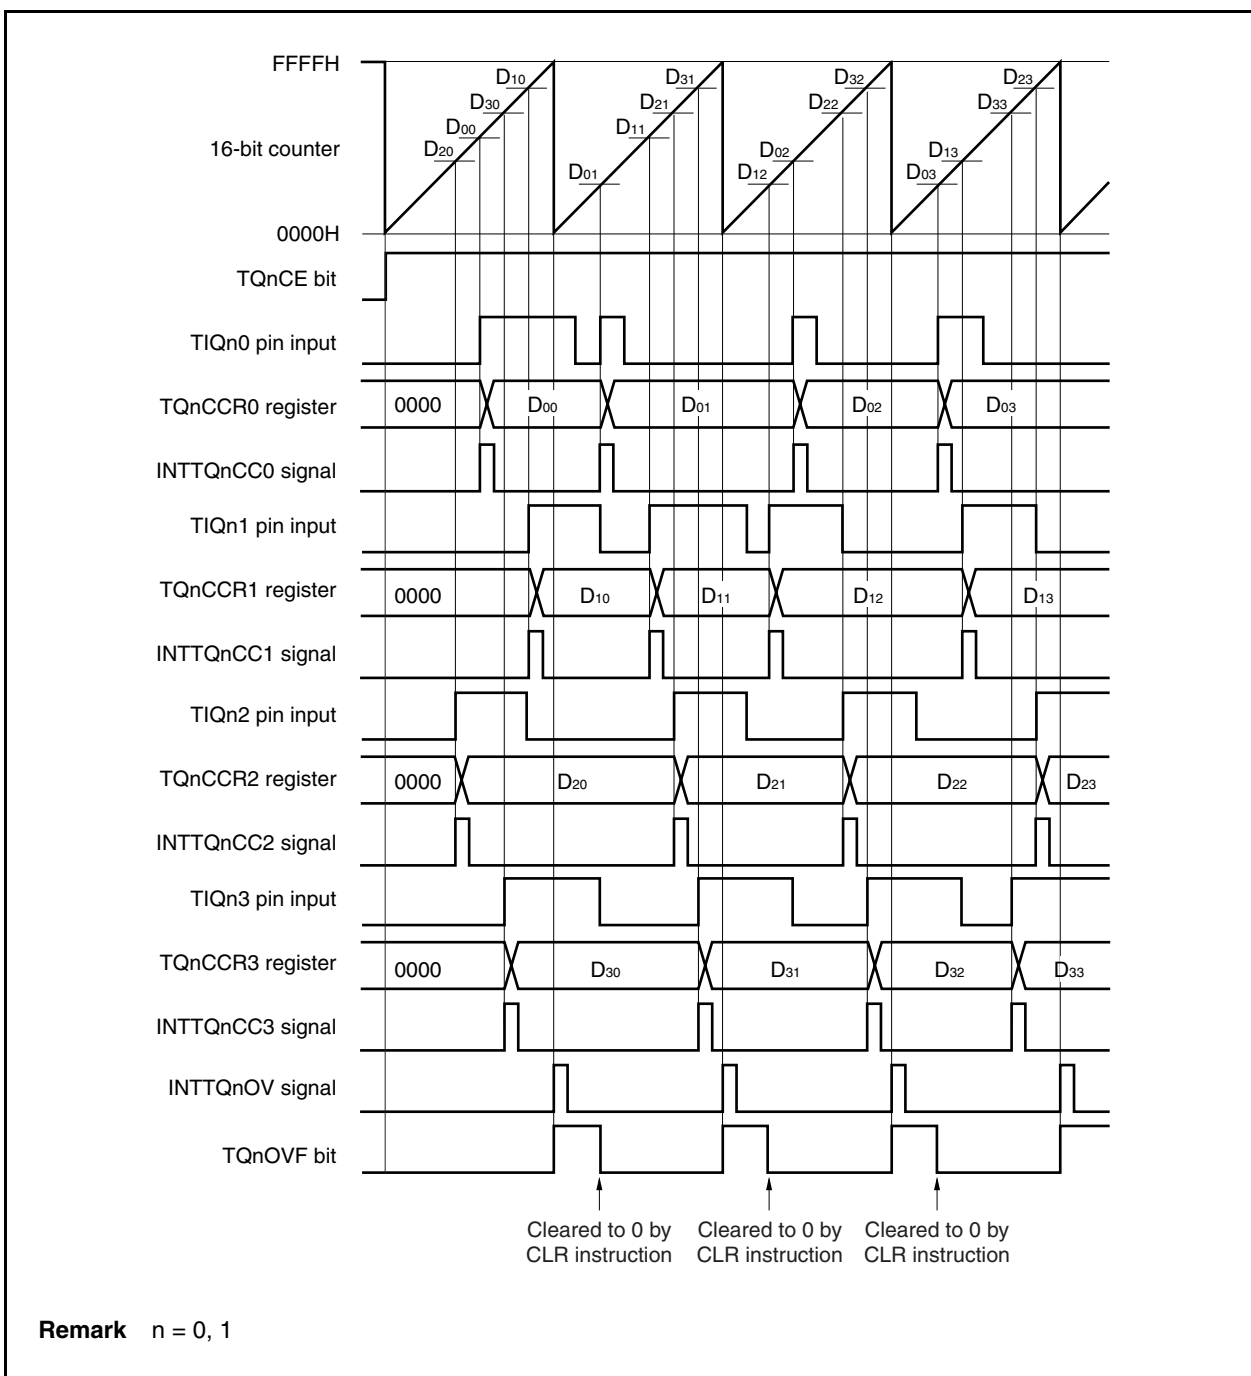 FFFFH
D10
D31
D32
D23
D30
D21
D22
D33
D00
D11
16-bit counter
D20
D02
D13
D01
D12
D03
0000H
TQnCE bit
TIQn0 pin input
TQnCCR0 register 0000 D00 D01 D02 D03
INTTQnCC0 signal
TIQn1 pin input
TQnCCR1 register 0000 D10 D11 D12 D13
INTTQnCC1 signal
TIQn2 pin input
TQnCCR2 register 0000 D20 D21 D22 D23
INTTQnCC2 signal
TIQn3 pin input
TQnCCR3 register 0000 D30 D31 D32 D33
INTTQnCC3 signal
INTTQnOV signal
TQnOVF bit
Cleared to 0 by
CLR instruction
Cleared to 0 by
CLR instruction
Cleared to 0 by
CLR instruction
Remark n = 0, 1